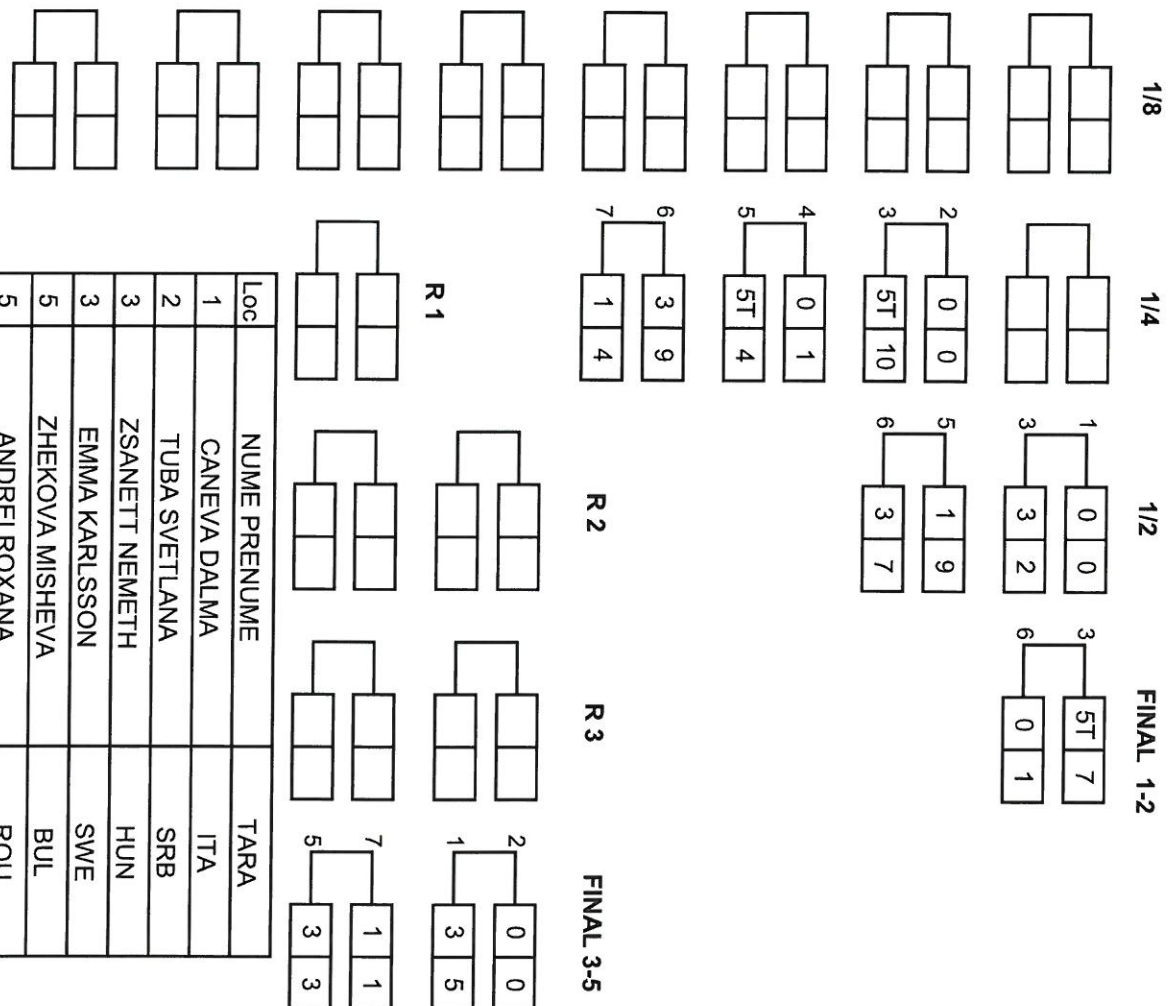 1/8 1/4 1/2 FINAL 1-2
1 0 0 3 5T 7
3 3 2 6 0 1
2 0 0 5 1 9
3 5T 10 6 3 7
4 0 1
5 5T 4
6 3 9
7 1 4
R 2 R 3 FINAL 3-5
2 0 0
1 3 5
R 1
7 1 1
5 3 3
Loc NUME PRENUME TARA
1 CANEVA DALMA ITA
2 TUBA SVETLANA SRB
3 ZSANETT NEMETH HUN
3 EMMA KARLSSON SWE
5 ZHEKOVA MISHEVA BUL
5 ANDREI ROXANA ROU